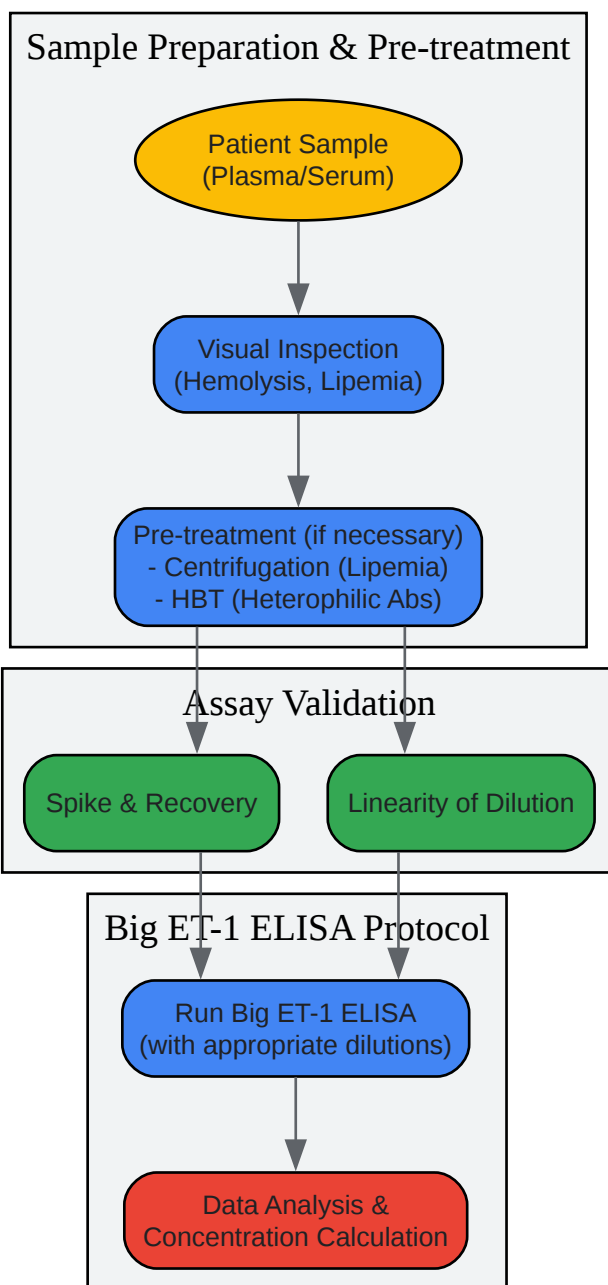 Sample Preparation & Pre-treatment
Patient Sample
(Plasma/Serum)
Visual Inspection
(Hemolysis, Lipemia)
Pre-treatment (if necessary)
- Centrifugation (Lipemia)
- HBT (Heterophilic Abs)
Assay Validation
Spike & Recovery
Linearity of Dilution
Big ET-1 ELISA Protocol
Run Big ET-1 ELISA
(with appropriate dilutions)
Data Analysis &
Concentration Calculation